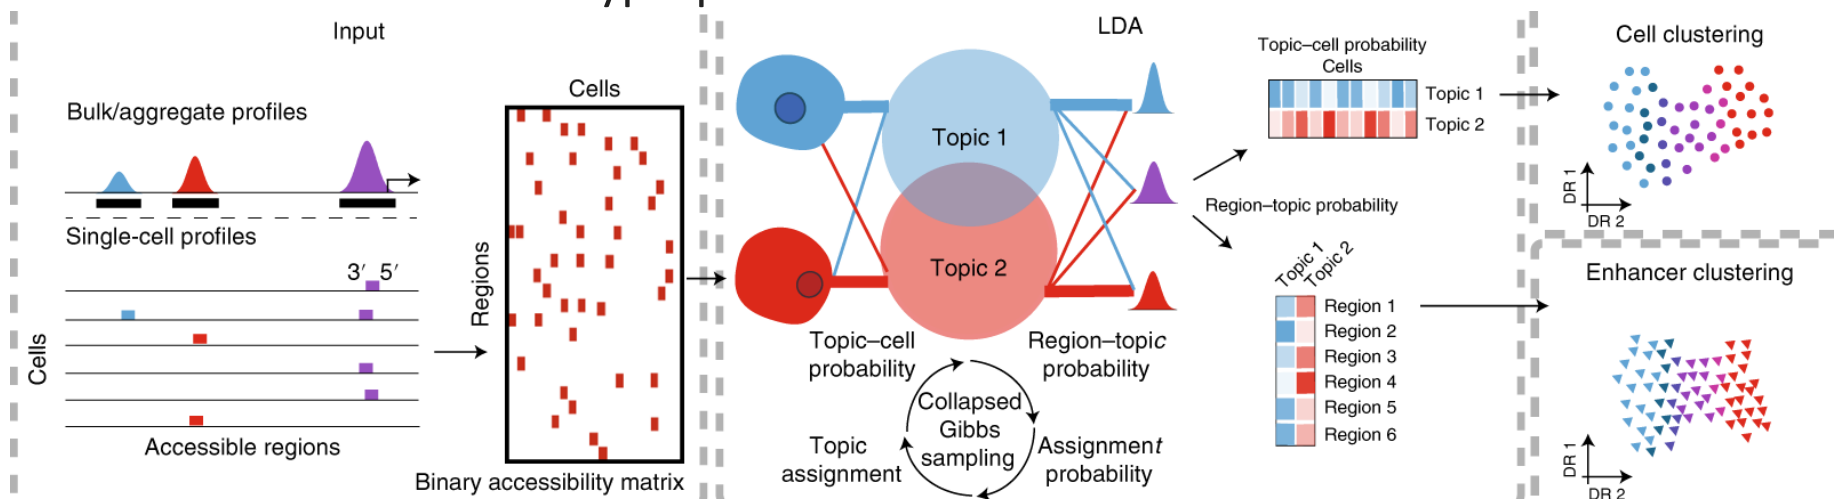 Input
Bulk/aggregate profiles
Single-cell profiles
3′ 5′
Cells
Accessible regions
Cells
Regions
Binary accessibility matrix
LDA
Topic 1
Topic 2
Topic–cell
probability
Region–topic
probability
Collapsed
Gibbs
sampling
Topic
assignment
Assignment
probability
Topic–cell probability
Cells
Topic 1
Topic 2
Region–topic probability
Topic 1
Topic 2
Region 1
Region 2
Region 3
Region 4
Region 5
Region 6
Cell clustering
DR 1
DR 2
Enhancer clustering
DR 1
DR 2